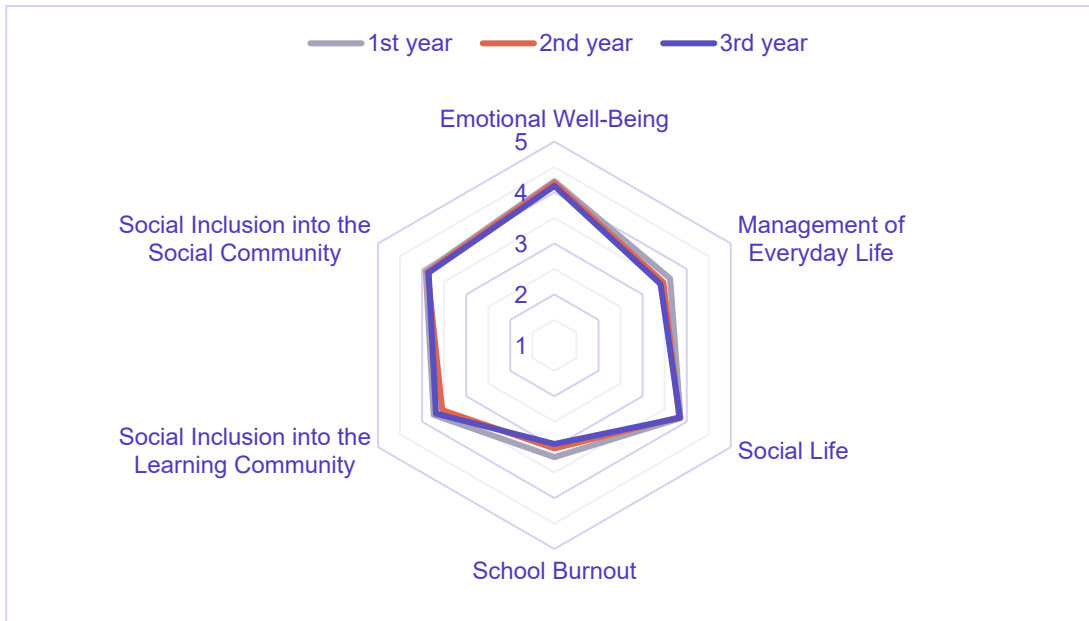 1st year
2nd year
3rd year
Emotional Well-Being
5
4
3
2
1
Management of
Everyday Life
Social Life
School Burnout
Social Inclusion into the
Learning Community
Social Inclusion into the
Social Community